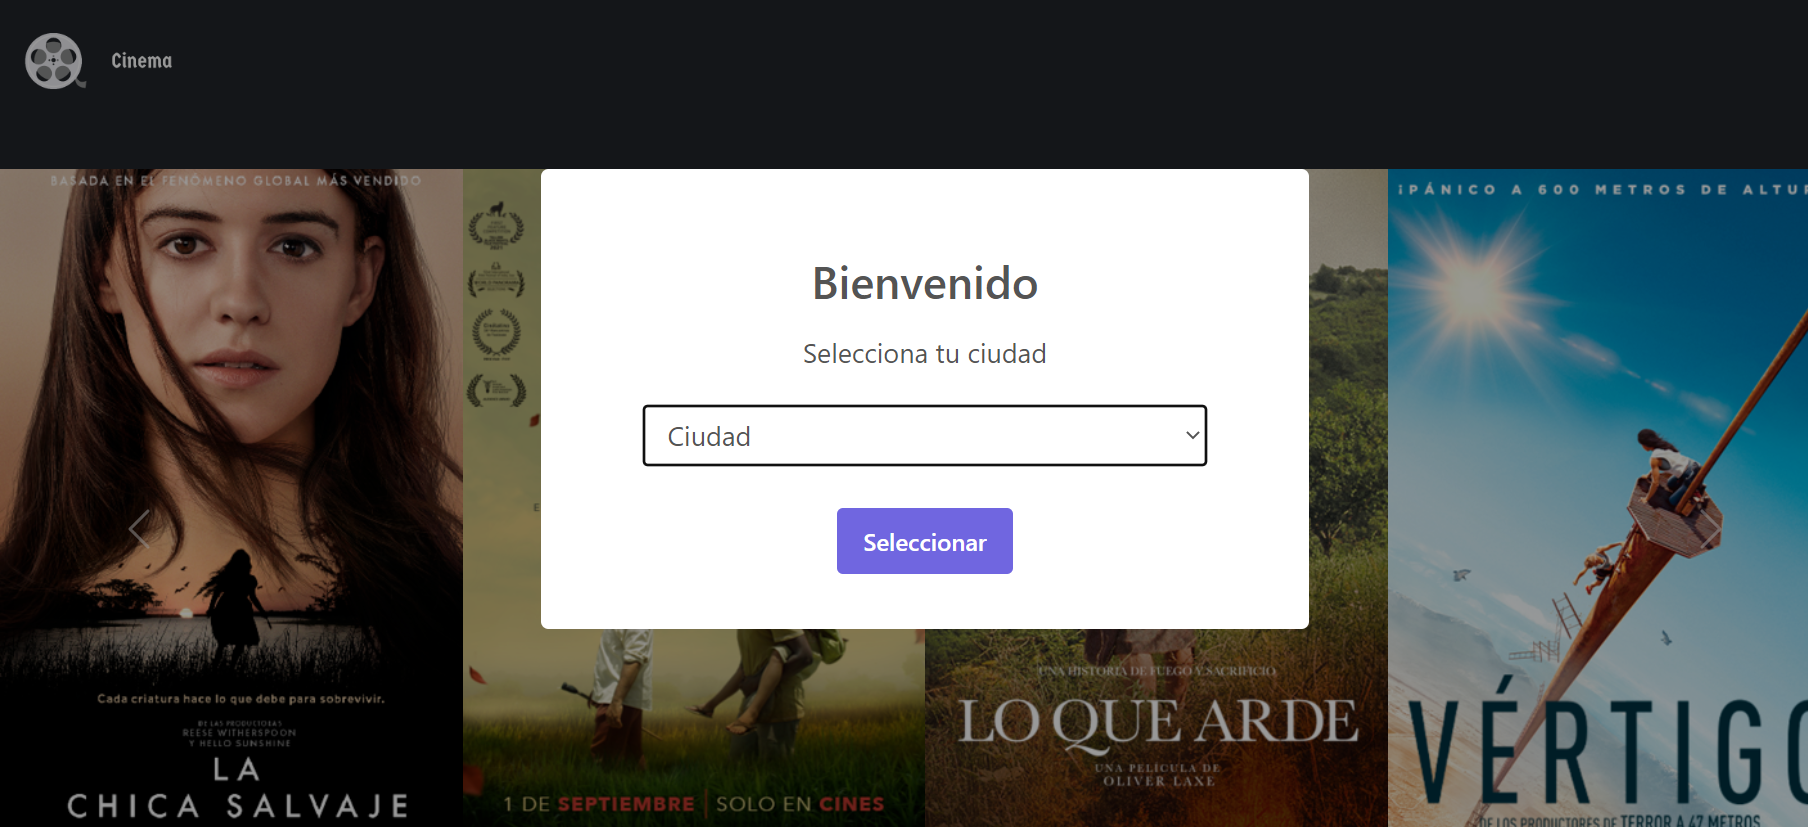 Cinema
BASADA EN EL FENÓMENO GLOBAL MÁS VENDIDO
Cada criatura hace lo que debe para sobrevivir.
DE LAS PRODUCTORAS
REESE WITHERSPOON
Y HELLO SUNSHINE
LA
CHICA SALVAJE
1 DE SEPTIEMBRE | SOLO EN CINES
Bienvenido
Selecciona tu ciudad
Ciudad
Seleccionar
UNA HISTORIA DE FUEGO Y SACRIFICIO
LO QUE ARDE
UNA PELÍCULA DE
OLIVER LAXE
¡PÁNICO A 600 METROS DE ALTUR
VÉRTIGO
DE LOS PRODUCTORES DE TERROR A 47 METROS